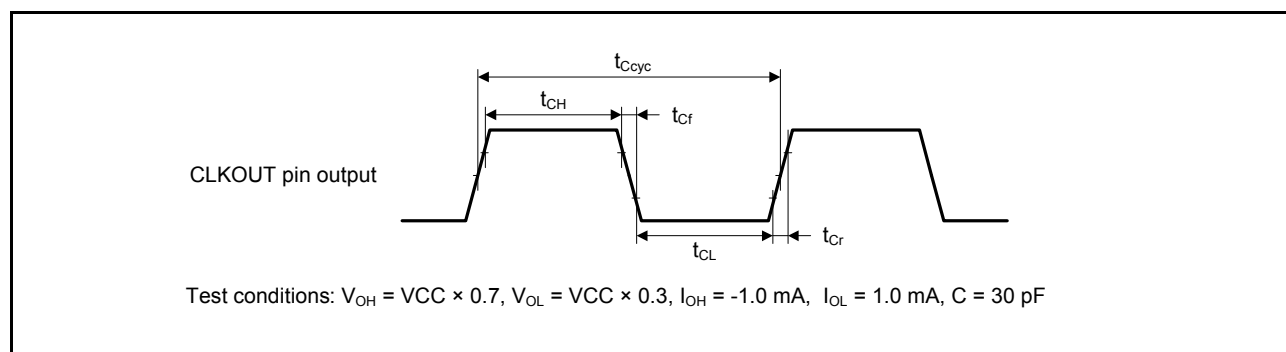 tCcyc
tCH
tCf
CLKOUT pin output
tCL
tCr
Test conditions: VOH = VCC × 0.7, VOL = VCC × 0.3, IOH = -1.0 mA, IOL = 1.0 mA, C = 30 pF